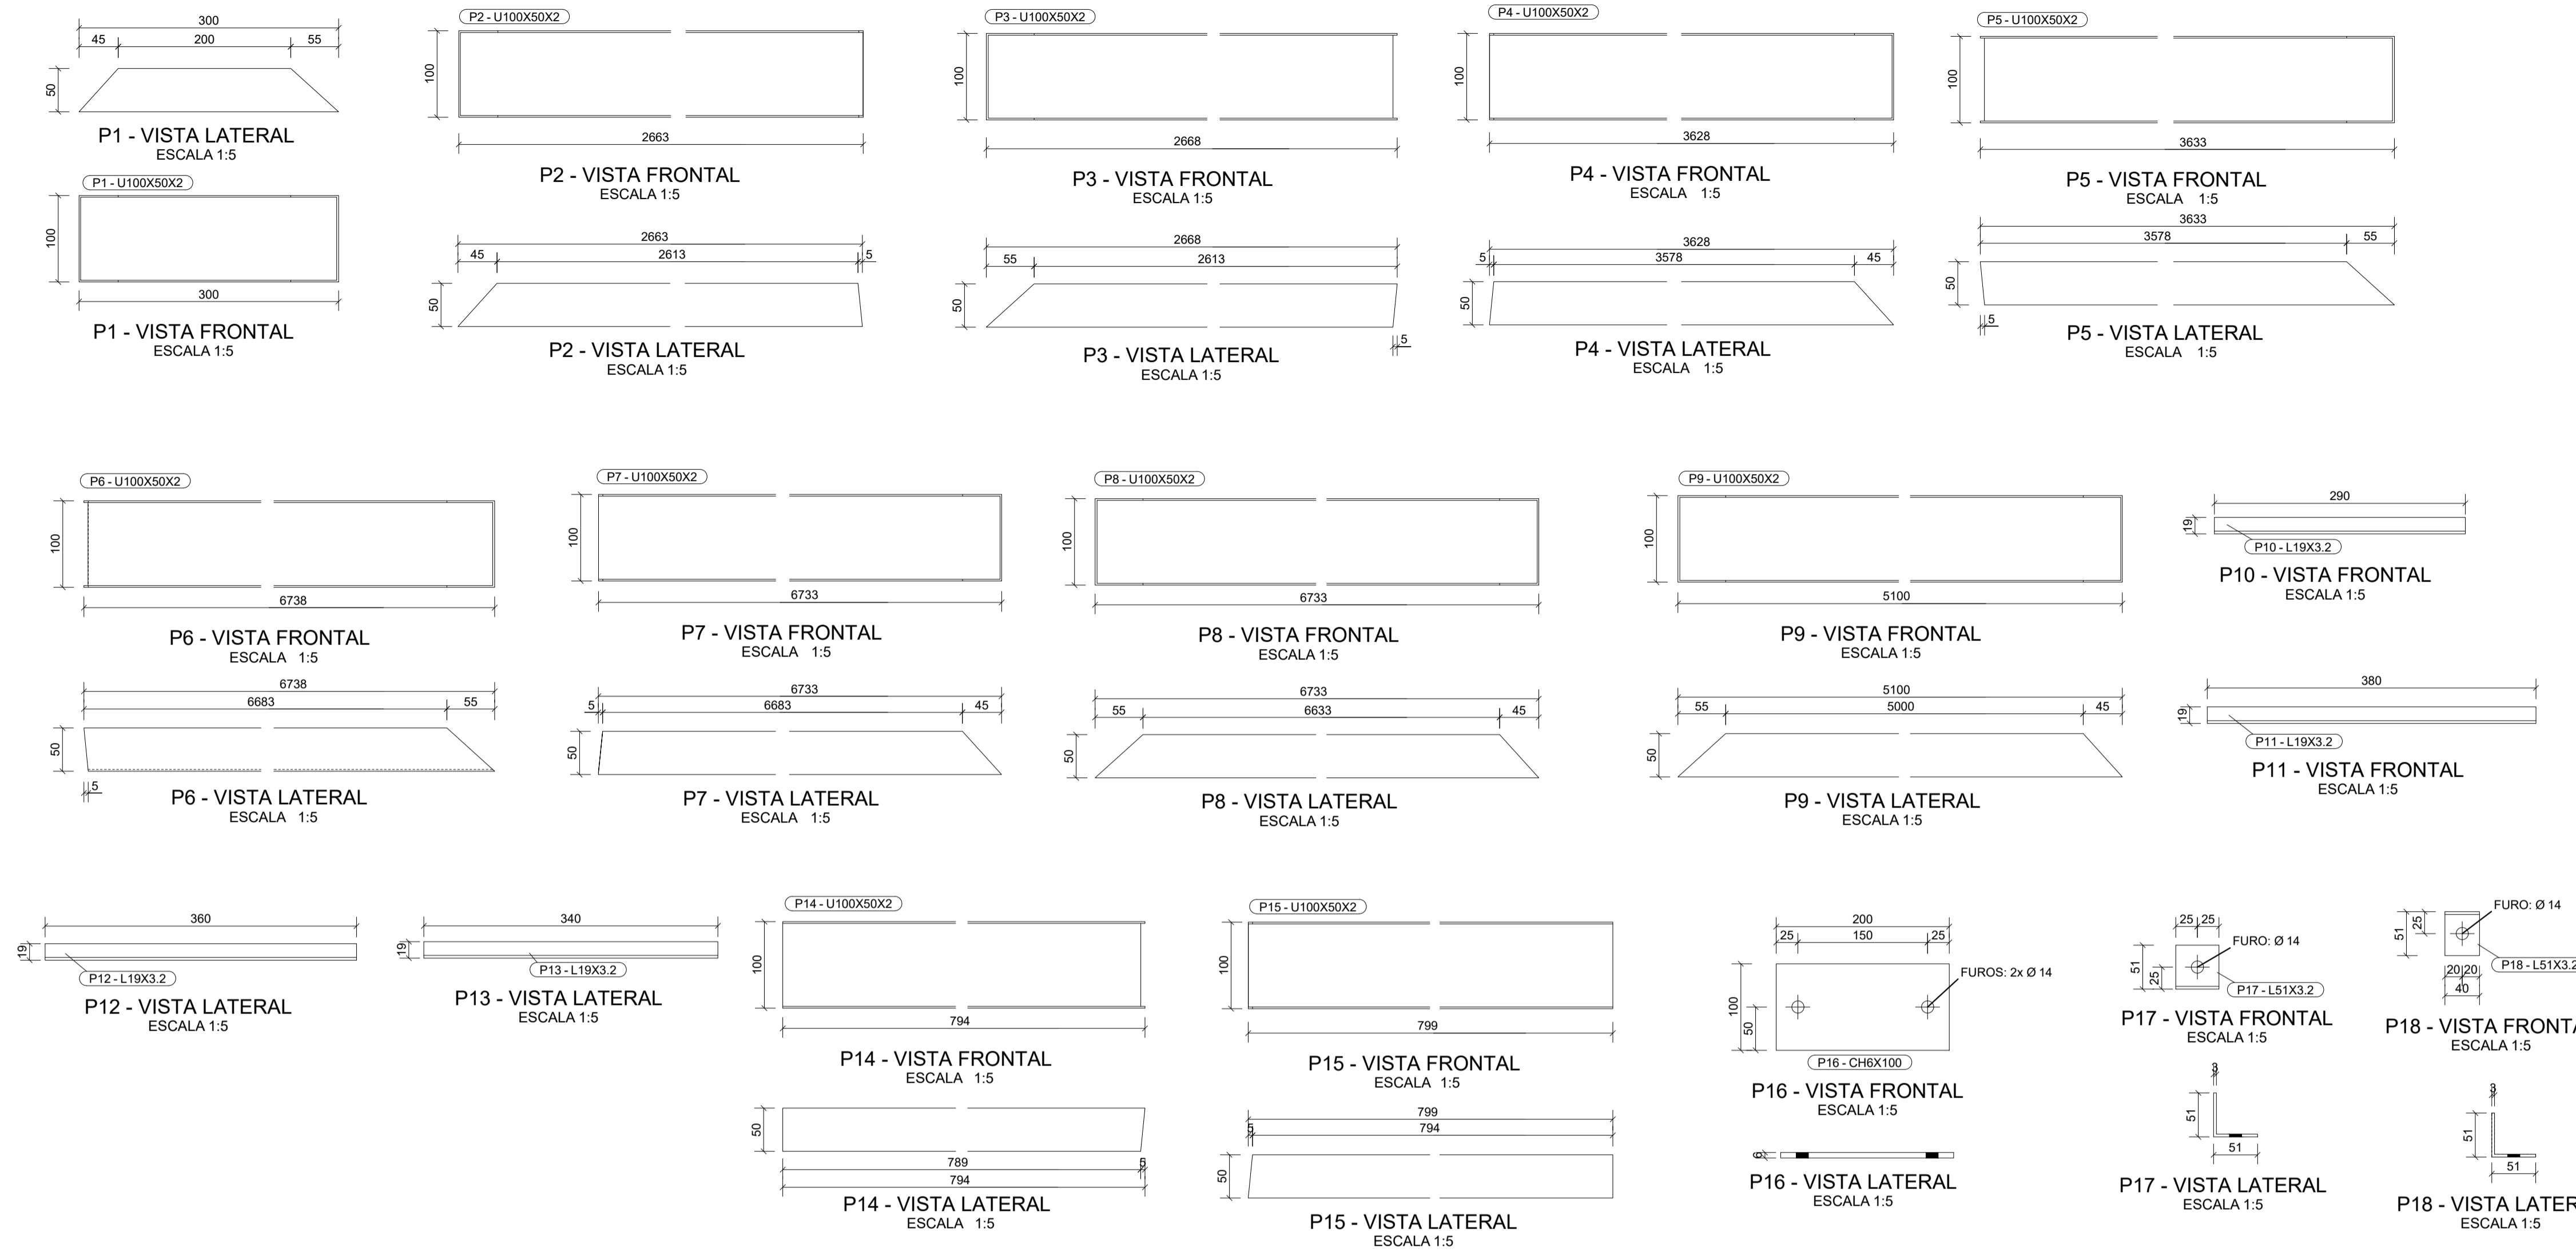 300
45 200 55
50
P1 - VISTA LATERAL
ESCALA 1:5
P1 - U100X50X2
100
300
P1 - VISTA FRONTAL
ESCALA 1:5
P2 - U100X50X2
100
2663
P2 - VISTA FRONTAL
ESCALA 1:5
2663
45 2613 5
50
P2 - VISTA LATERAL
ESCALA 1:5
P3 - U100X50X2
100
2668
P3 - VISTA FRONTAL
ESCALA 1:5
2668
55 2613
50
5
P3 - VISTA LATERAL
ESCALA 1:5
P4 - U100X50X2
100
3628
P4 - VISTA FRONTAL
ESCALA 1:5
3628
5 3578 45
50
P4 - VISTA LATERAL
ESCALA 1:5
P5 - U100X50X2
100
3633
P5 - VISTA FRONTAL
ESCALA 1:5
3633
3578 55
50
5
P5 - VISTA LATERAL
ESCALA 1:5
P6 - U100X50X2
100
6738
P6 - VISTA FRONTAL
ESCALA 1:5
6738
6683 55
50
5
P6 - VISTA LATERAL
ESCALA 1:5
P7 - U100X50X2
100
6733
P7 - VISTA FRONTAL
ESCALA 1:5
6733
5 6683 45
50
P7 - VISTA LATERAL
ESCALA 1:5
P8 - U100X50X2
100
6733
P8 - VISTA FRONTAL
ESCALA 1:5
6733
55 6633 45
50
P8 - VISTA LATERAL
ESCALA 1:5
P9 - U100X50X2
100
5100
P9 - VISTA FRONTAL
ESCALA 1:5
5100
55 5000 45
50
P9 - VISTA LATERAL
ESCALA 1:5
290
19
P10 - L19X3.2
P10 - VISTA FRONTAL
ESCALA 1:5
380
19
P11 - L19X3.2
P11 - VISTA FRONTAL
ESCALA 1:5
360
19
P12 - L19X3.2
P12 - VISTA LATERAL
ESCALA 1:5
340
19
P13 - L19X3.2
P13 - VISTA LATERAL
ESCALA 1:5
P14 - U100X50X2
100
794
P14 - VISTA FRONTAL
ESCALA 1:5
50
789 5
794
P14 - VISTA LATERAL
ESCALA 1:5
P15 - U100X50X2
100
799
P15 - VISTA FRONTAL
ESCALA 1:5
799
5 794
50
P15 - VISTA LATERAL
ESCALA 1:5
200
25 150 25
FUROS: 2x Ø 14
100
50
P16 - CH6X100
P16 - VISTA FRONTAL
ESCALA 1:5
6
P16 - VISTA LATERAL
ESCALA 1:5
25 25
FURO: Ø 14
51
25
P17 - L51X3.2
P17 - VISTA FRONTAL
ESCALA 1:5
3
51
51
P17 - VISTA LATERAL
ESCALA 1:5
FURO: Ø 14
51
25
P18 - L51X3.2
20 20
40
P18 - VISTA FRONTA
ESCALA 1:5
3
51
51
P18 - VISTA LATER
ESCALA 1:5